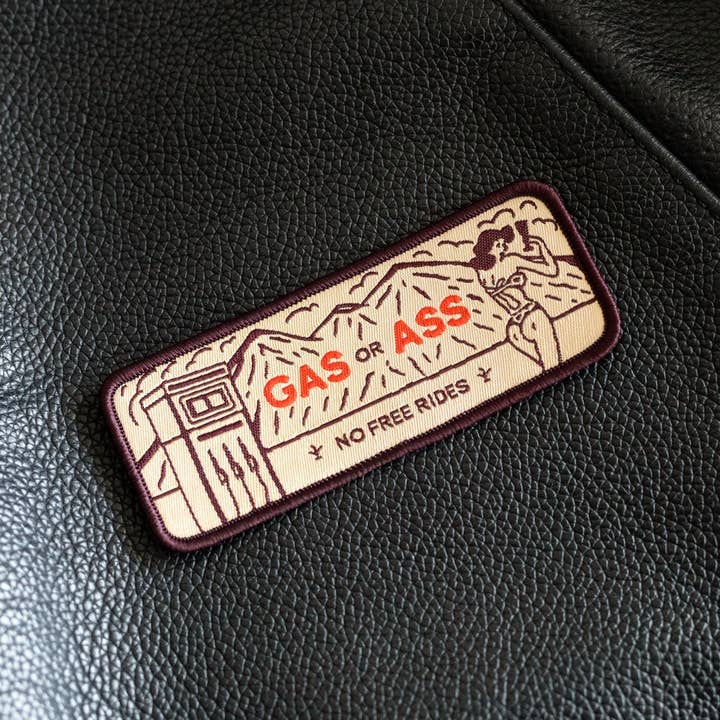 GAS OR ASS
NO FREE RIDES